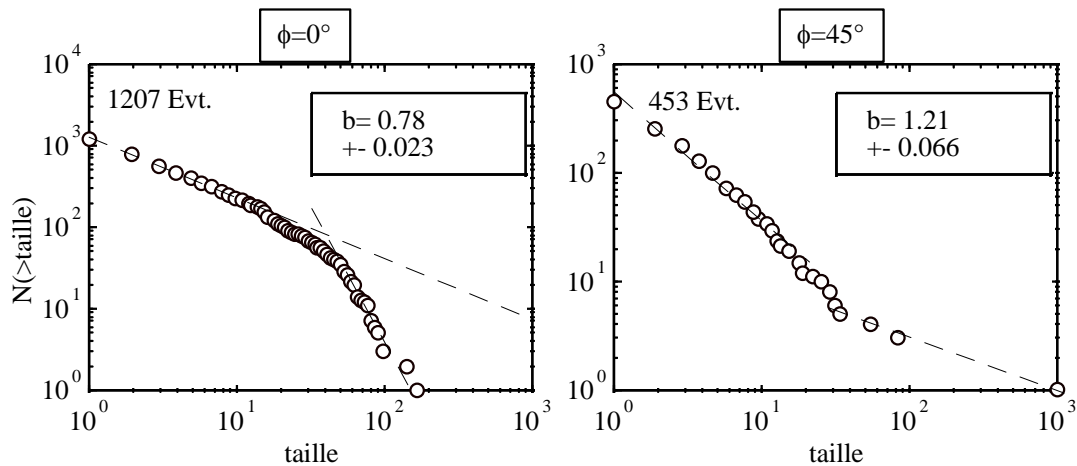 ϕ=0°
10^4
10^3
10^2
10^1
10^0
N(>taille)
1207 Evt.
b= 0.78
+- 0.023
10^0
10^1
10^2
10^3
taille
ϕ=45°
10^3
10^2
10^1
10^0
453 Evt.
b= 1.21
+- 0.066
10^0
10^1
10^2
10^3
taille